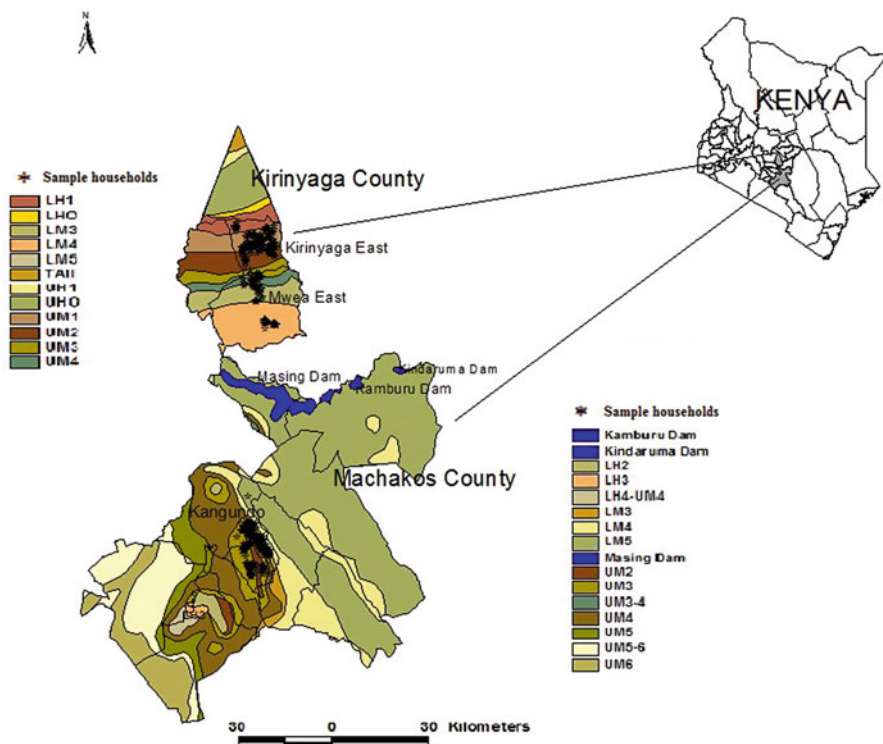 N
KENYA
Kirinyaga County
Sample households
LH1
LHO
LM3
LM4
LM5
TAII
UH1
UHO
UM1
UM2
UM3
UM4
Kirinyaga East
Mwea East
Masing Dam
Kindaruma Dam
Kamburu Dam
Machakos County
Kangundo
Sample households
Kamburu Dam
Kindaruma Dam
LH2
LH3
LH4-UM4
LM3
LM4
LM5
Masing Dam
UM2
UM3
UM3-4
UM4
UM5
UM5-6
UM6
30 0 30 Kilometers